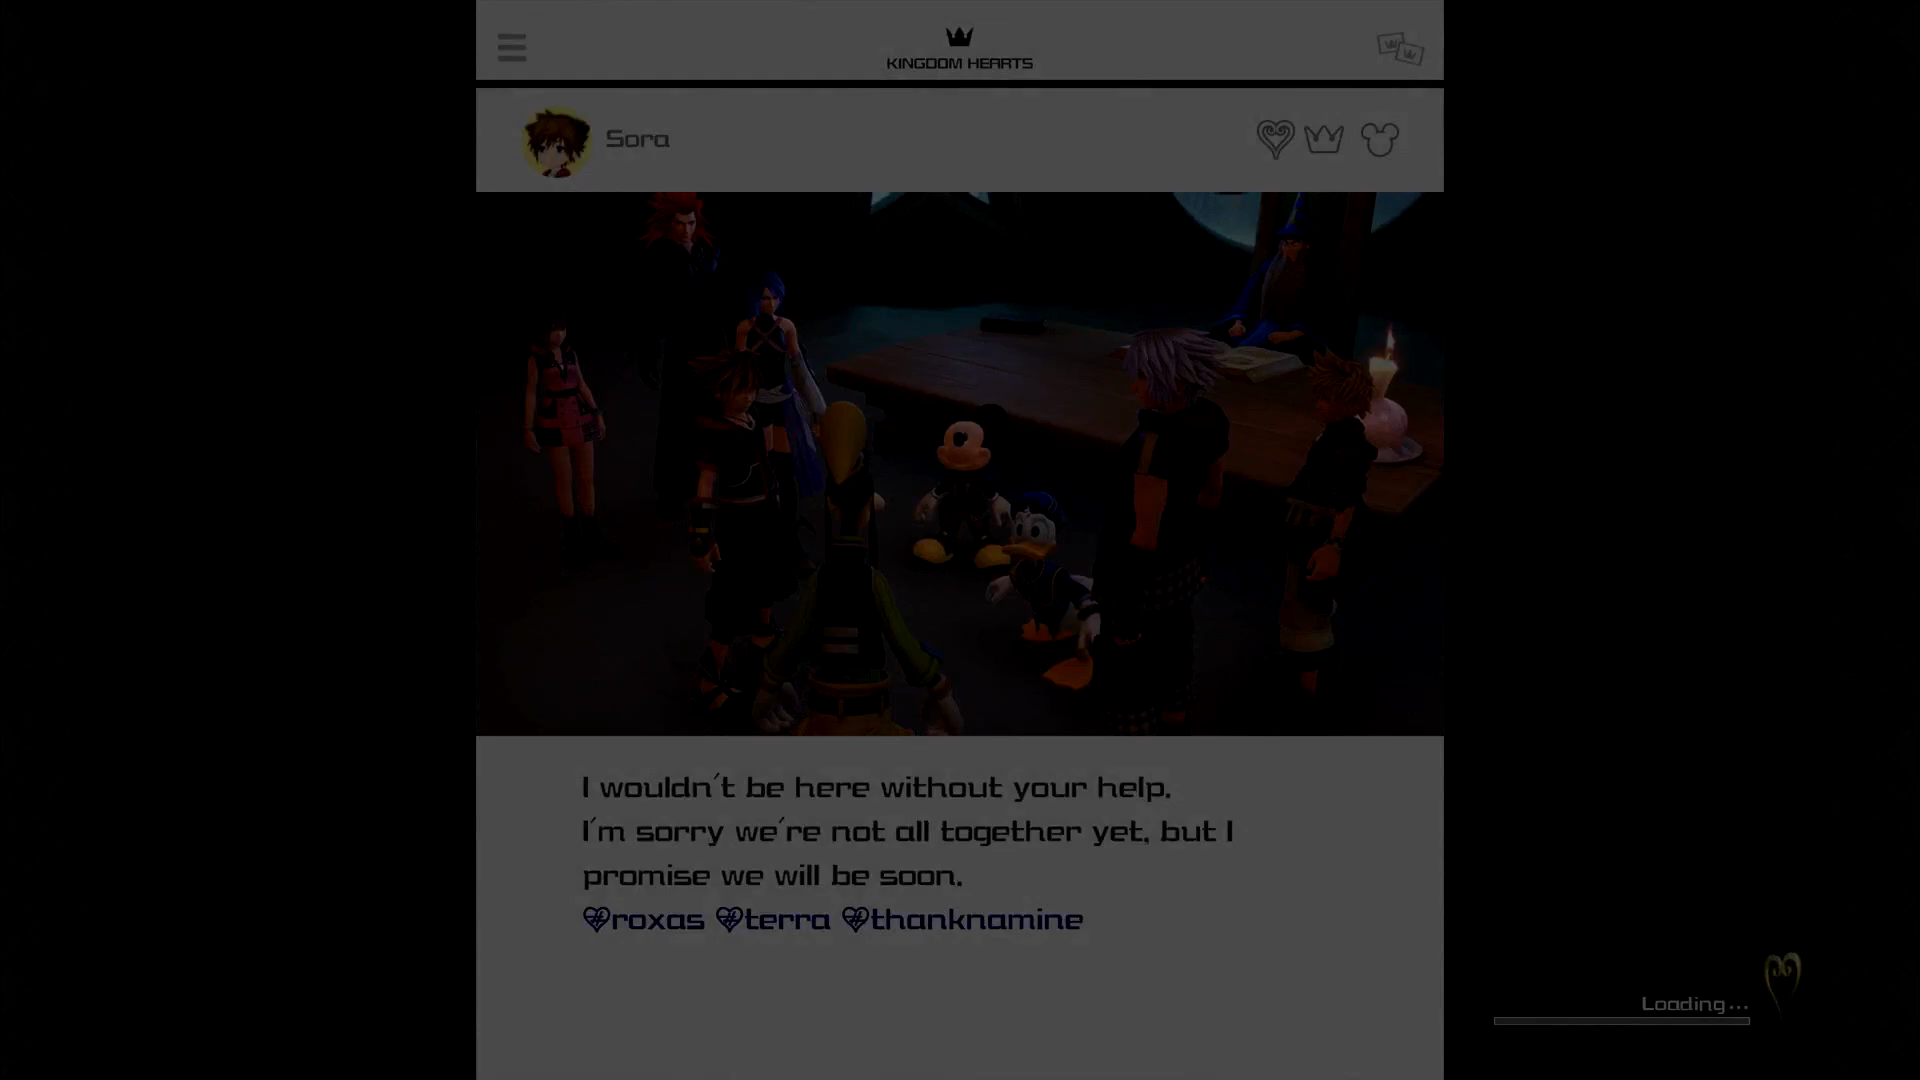 KINGDOM HEARTS
Sora
I wouldn't be here without your help.
I'm sorry we're not all together yet, but I
promise we will be soon.
#roxas #terra #thanknamine
Loading...